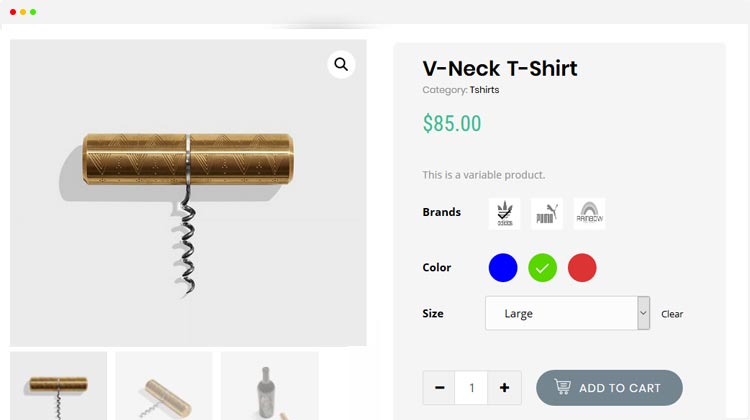 V-Neck T-Shirt
Category: Tshirts
$85.00
This is a variable product.
Brands
adidas PUMA RAINBOW
Color
Size Large Clear
- 1 + ADD TO CART